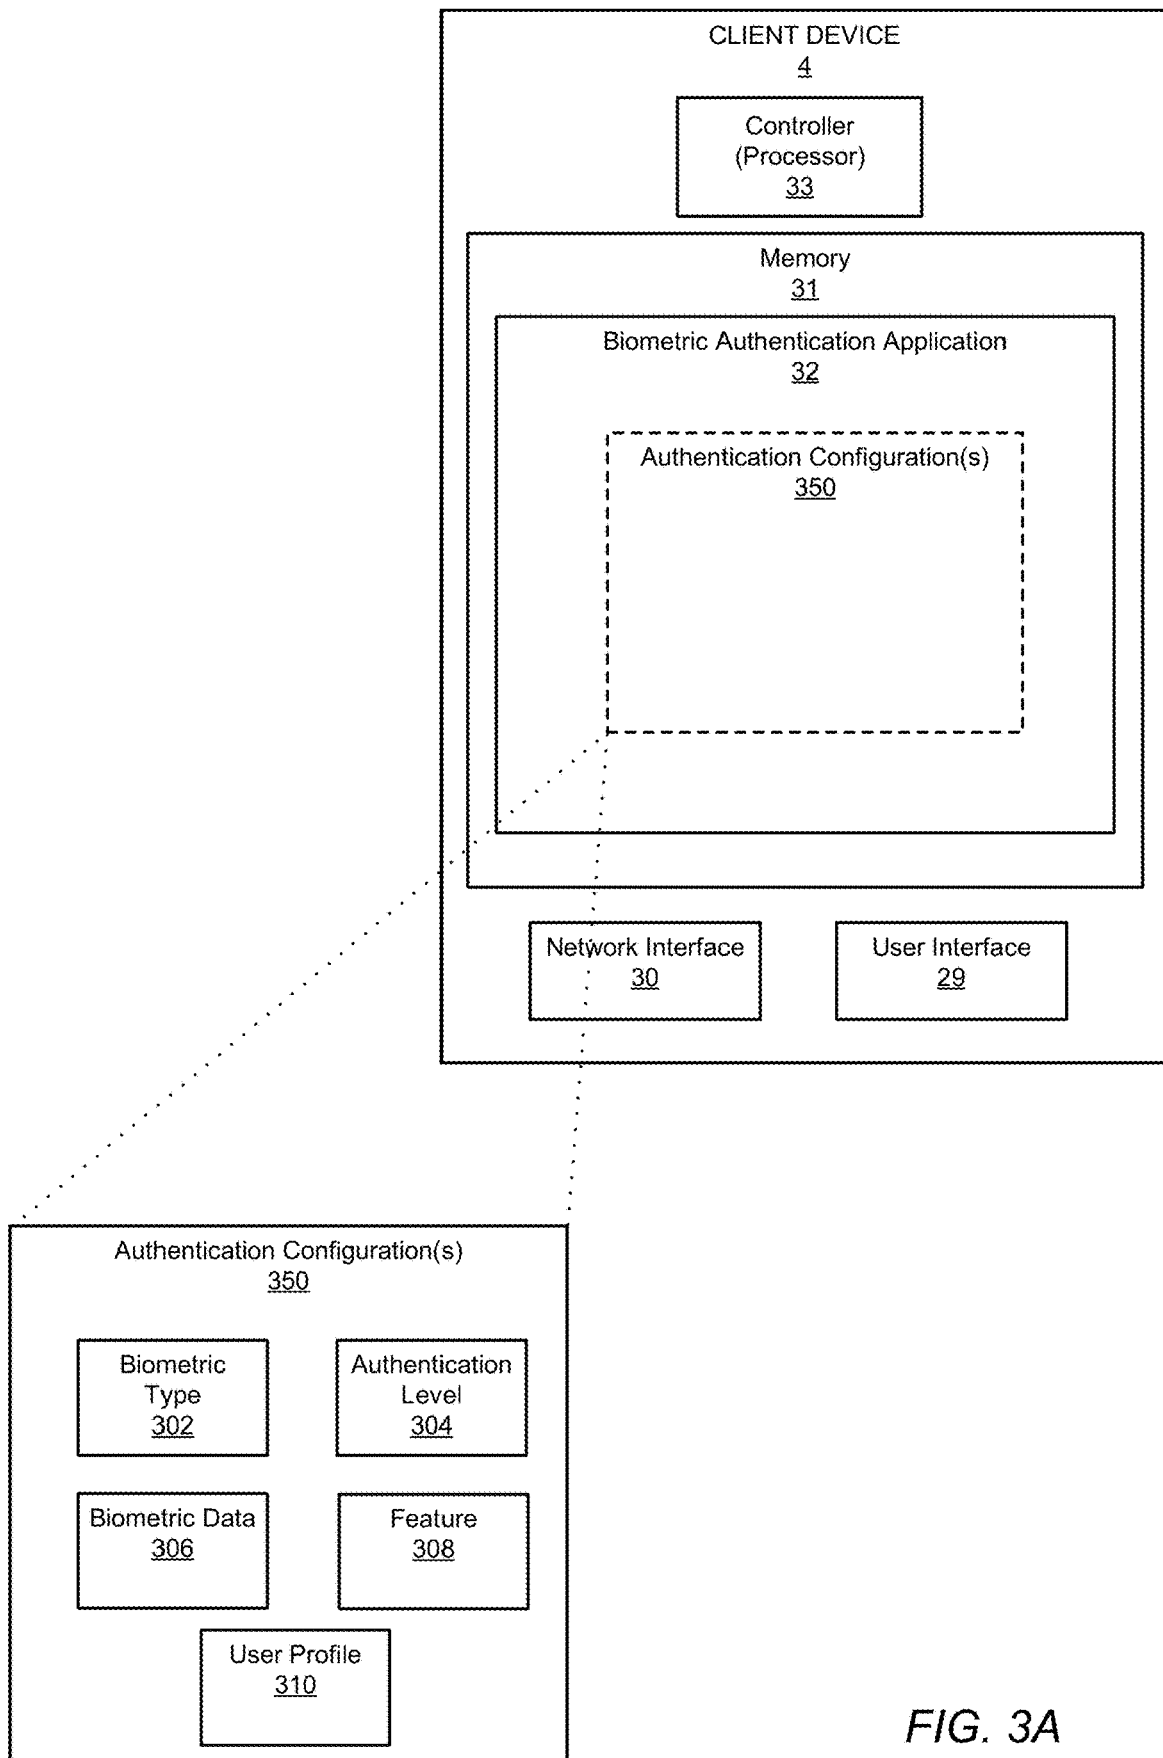 CLIENT DEVICE
4
Controller
(Processor)
33
Memory
31
Biometric Authentication Application
32
Authentication Configuration(s)
350
Network Interface
30
User Interface
29
Authentication Configuration(s)
350
Biometric
Type
302
Authentication
Level
304
Biometric Data
306
Feature
308
User Profile
310
FIG. 3A